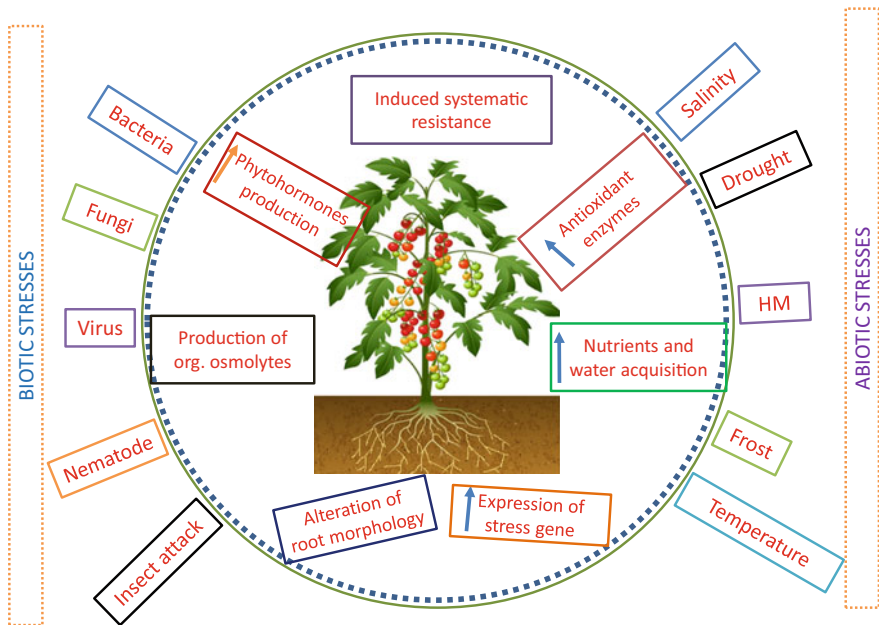 BIOTIC STRESSES
Bacteria
Fungi
Virus
Nematode
Insect attack
Induced systematic
resistance
Phytohormones
production
Antioxidant
enzymes
Production of
org. osmolytes
Nutrients and
water acquisition
Alteration of
root morphology
Expression of
stress gene
Salinity
Drought
HM
Frost
Temperature
ABIOTIC STRESSES